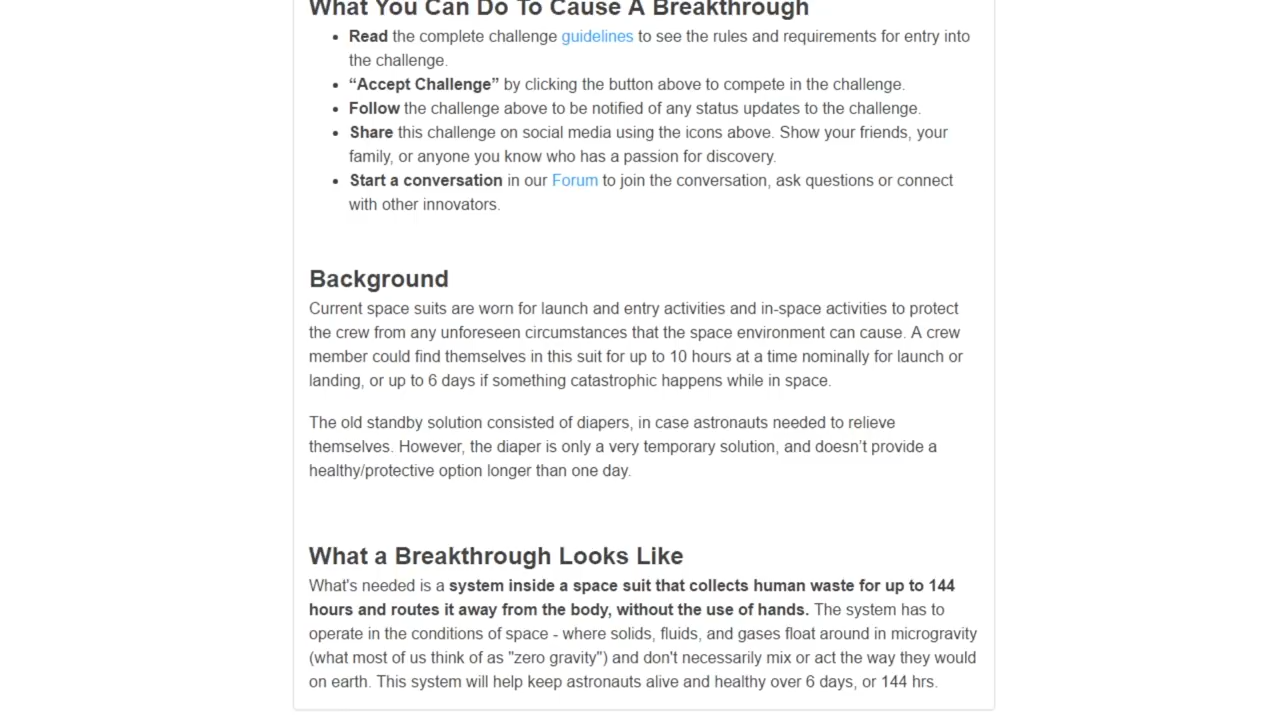 What You Can Do To Cause A Breakthrough
• Read the complete challenge guidelines to see the rules and requirements for entry into
the challenge.
• “Accept Challenge” by clicking the button above to compete in the challenge.
• Follow the challenge above to be notified of any status updates to the challenge.
• Share this challenge on social media using the icons above. Show your friends, your
family, or anyone you know who has a passion for discovery.
• Start a conversation in our Forum to join the conversation, ask questions or connect
with other innovators.
Background
Current space suits are worn for launch and entry activities and in-space activities to protect
the crew from any unforeseen circumstances that the space environment can cause. A crew
member could find themselves in this suit for up to 10 hours at a time nominally for launch or
landing, or up to 6 days if something catastrophic happens while in space.
The old standby solution consisted of diapers, in case astronauts needed to relieve
themselves. However, the diaper is only a very temporary solution, and doesn’t provide a
healthy/protective option longer than one day.
What a Breakthrough Looks Like
What's needed is a system inside a space suit that collects human waste for up to 144
hours and routes it away from the body, without the use of hands. The system has to
operate in the conditions of space - where solids, fluids, and gases float around in microgravity
(what most of us think of as "zero gravity") and don't necessarily mix or act the way they would
on earth. This system will help keep astronauts alive and healthy over 6 days, or 144 hrs.